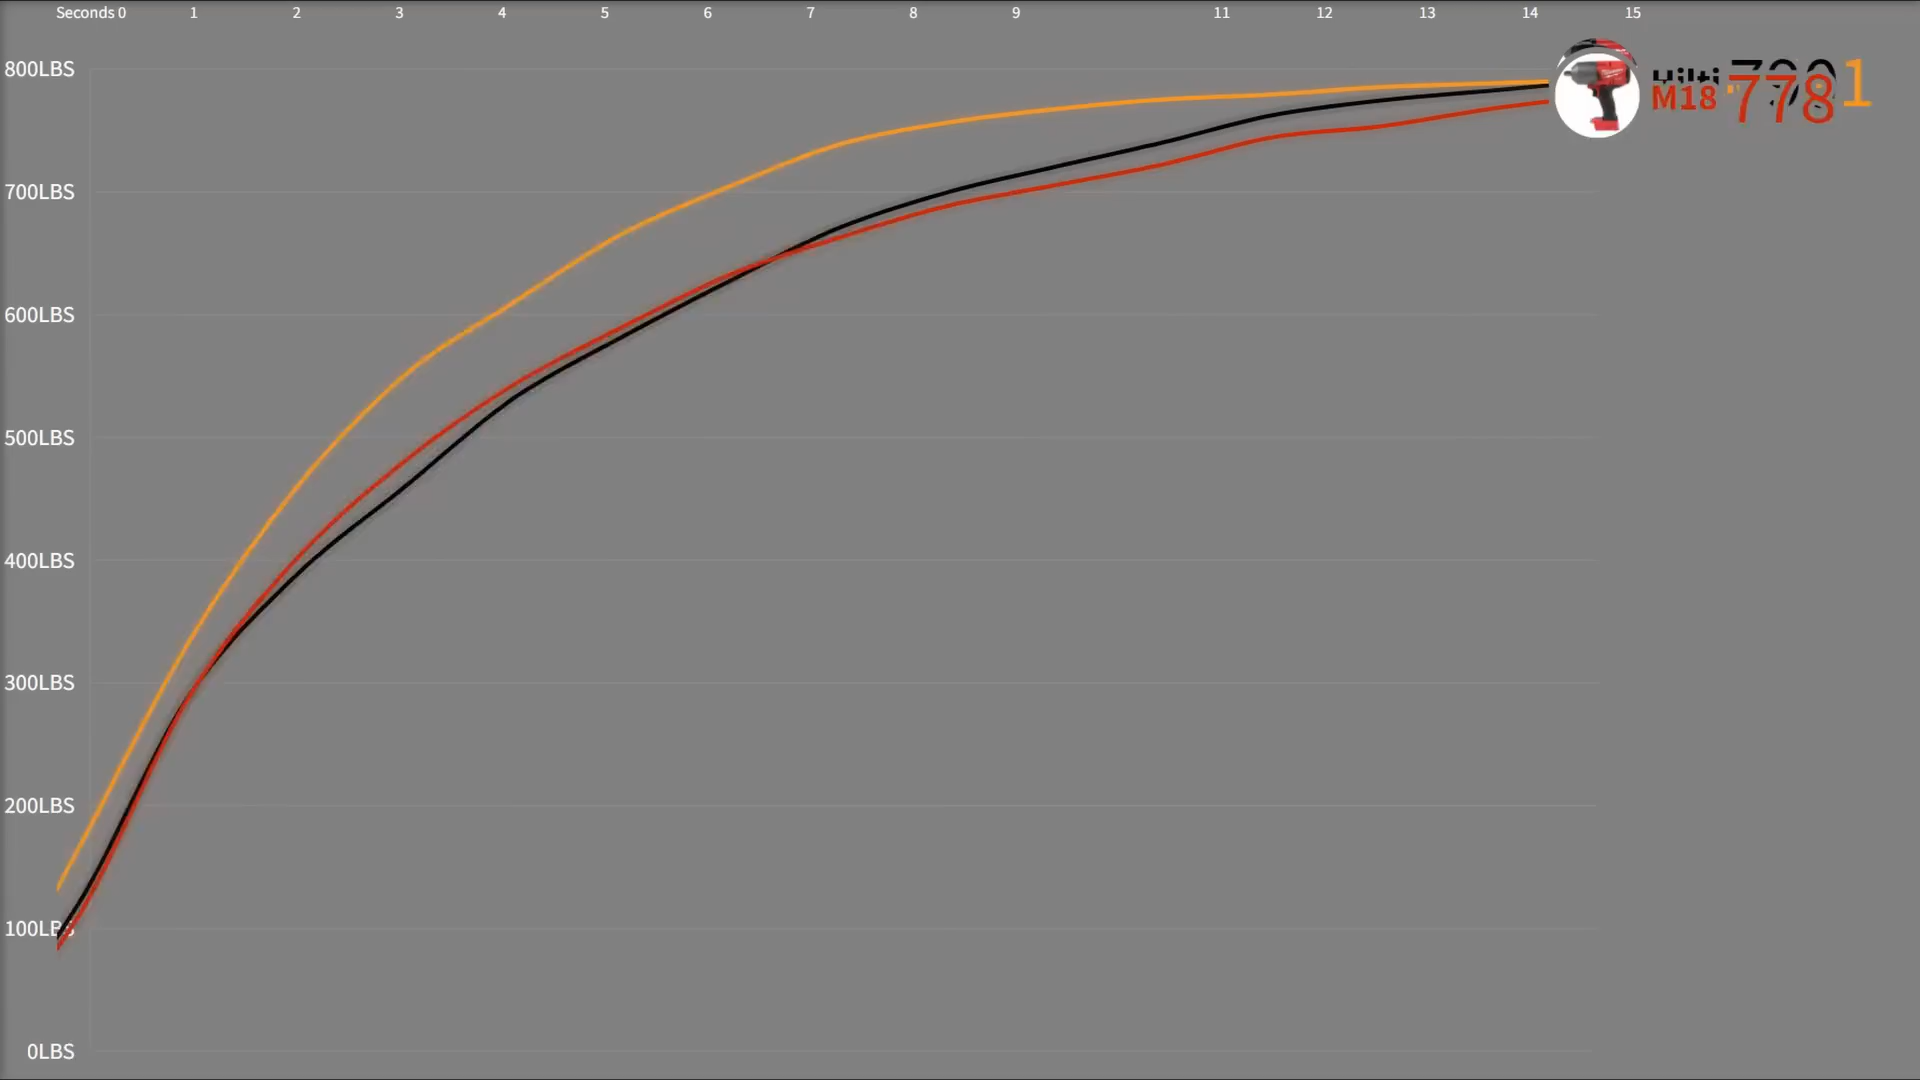 Seconds 0 1 2 3 4 5 6 7 8 9 11 12 13 14 15
800LBS
Hilti
M18 778
700LBS
600LBS
500LBS
400LBS
300LBS
200LBS
100LBS
0LBS